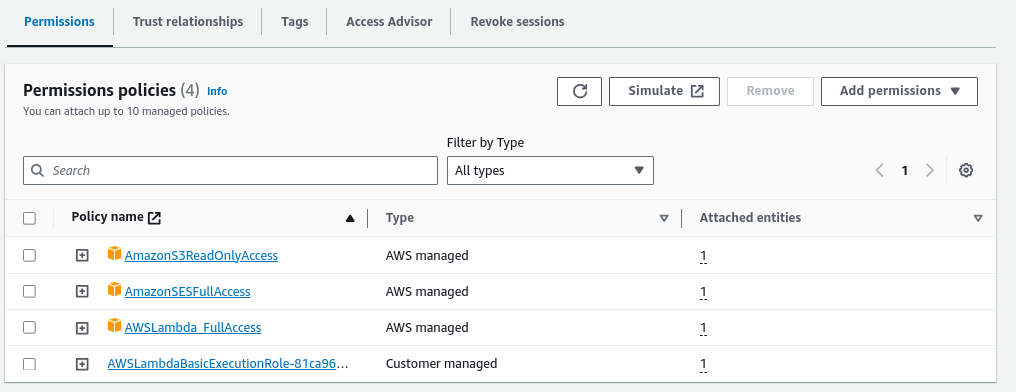 Permissions Trust relationships Tags Access Advisor Revoke sessions
Permissions policies (4) Info
You can attach up to 10 managed policies.
Simulate Remove Add permissions
Filter by Type
Search All types 1
Policy name Type Attached entities
AmazonS3ReadOnlyAccess AWS managed 1
AmazonSESFullAccess AWS managed 1
AWSLambda_FullAccess AWS managed 1
AWSLambdaBasicExecutionRole-81ca96... Customer managed 1